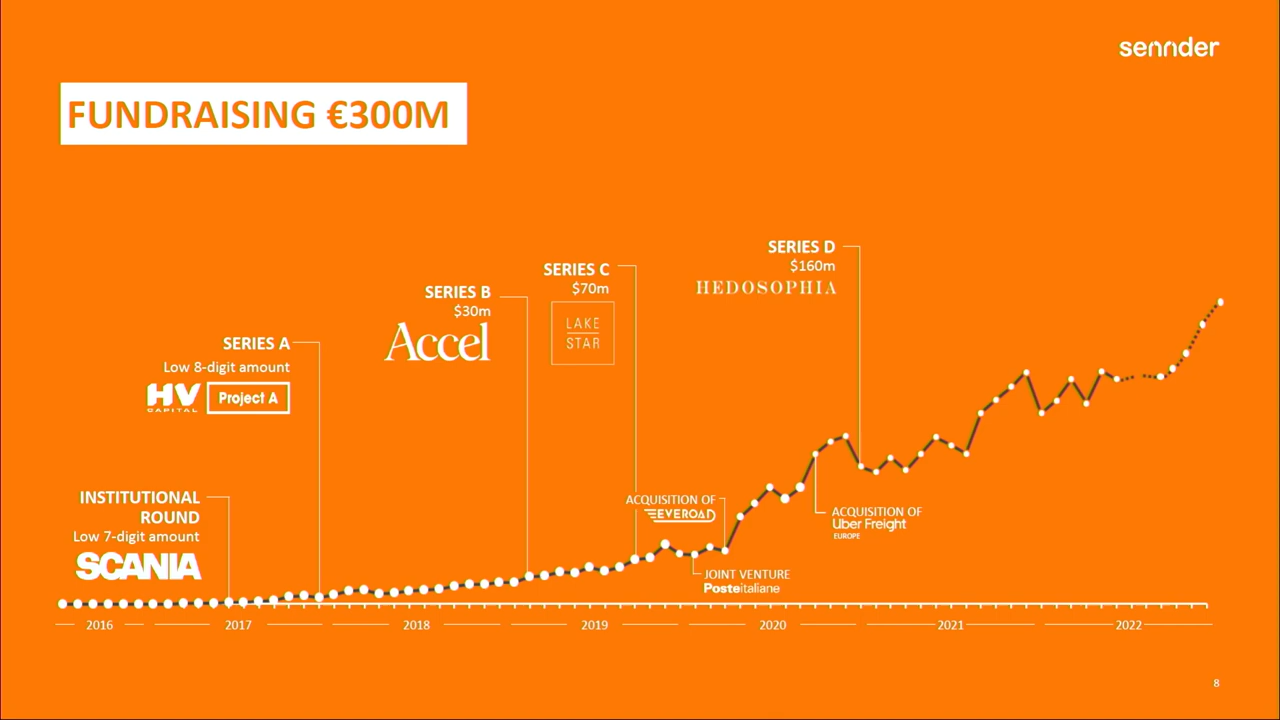 sennder
FUNDRAISING €300M
SERIES D
$160m
HEDOSOPHIA
SERIES C
$70m
LAKE
STAR
SERIES B
$30m
Accel
SERIES A
Low 8-digit amount
HV
CAPITAL
Project A
INSTITUTIONAL
ROUND
Low 7-digit amount
SCANIA
ACQUISITION OF
EVEROAD
ACQUISITION OF
Uber Freight
EUROPE
JOINT VENTURE
Posteitaliane
2016
2017
2018
2019
2020
2021
2022
8